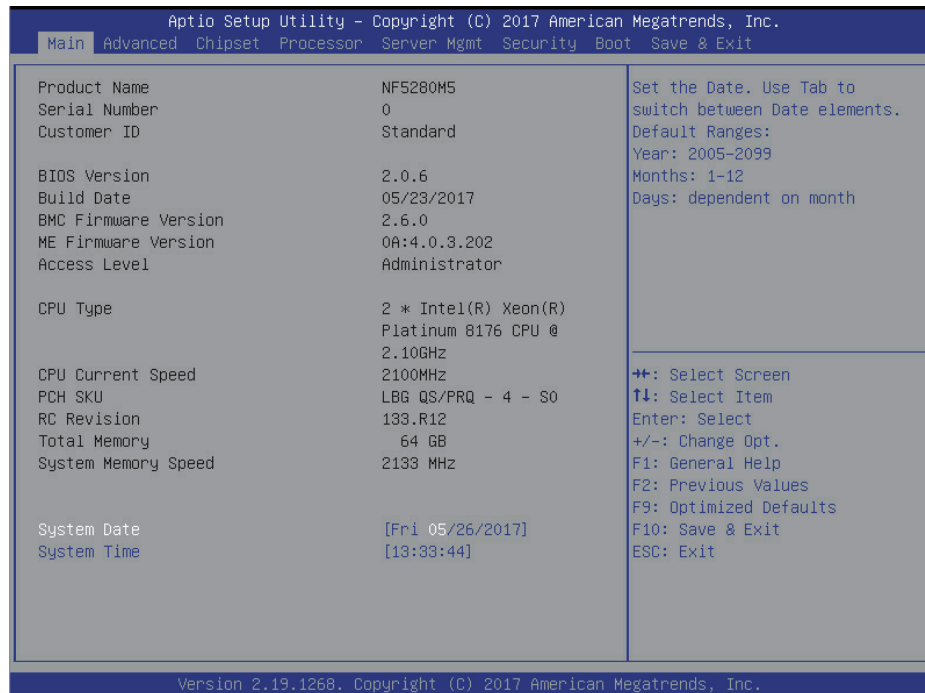 Aptio Setup Utility – Copyright (C) 2017 American Megatrends, Inc.
Main Advanced Chipset Processor Server Mgmt Security Boot Save & Exit
Product Name NF5280M5
Serial Number 0
Customer ID Standard
BIOS Version 2.0.6
Build Date 05/23/2017
BMC Firmware Version 2.6.0
ME Firmware Version 0A:4.0.3.202
Access Level Administrator
CPU Type 2 * Intel(R) Xeon(R)
Platinum 8176 CPU @
2.10GHz
CPU Current Speed 2100MHz
PCH SKU LBG QS/PRQ - 4 - S0
RC Revision 133.R12
Total Memory 64 GB
System Memory Speed 2133 MHz
System Date [Fri 05/26/2017]
System Time [13:33:44]
Set the Date. Use Tab to
switch between Date elements.
Default Ranges:
Year: 2005-2099
Months: 1-12
Days: dependent on month
→←: Select Screen
↑↓: Select Item
Enter: Select
+/-: Change Opt.
F1: General Help
F2: Previous Values
F9: Optimized Defaults
F10: Save & Exit
ESC: Exit
Version 2.19.1268. Copyright (C) 2017 American Megatrends, Inc.